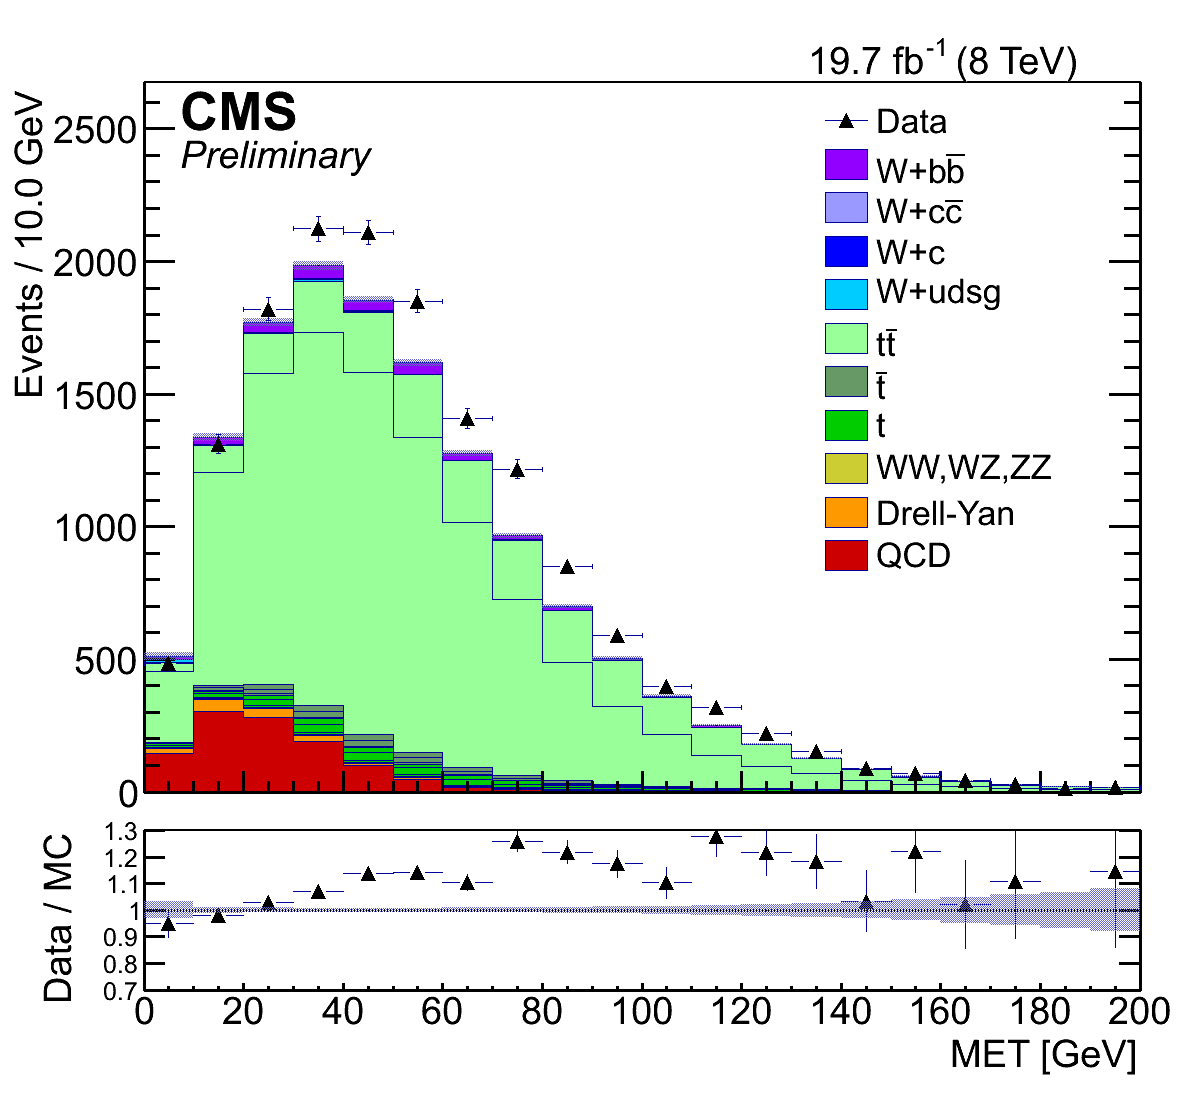 19.7 fb⁻¹ (8 TeV)
CMS
Preliminary
Events / 10.0 GeV
2500
2000
1500
1000
500
0
Data
W+bb̅
W+cc̅
W+c
W+udsg
tt̅
t̅
t
WW,WZ,ZZ
Drell-Yan
QCD
Data / MC
1.3
1.2
1.1
1
0.9
0.8
0.7
0 20 40 60 80 100 120 140 160 180 200
MET [GeV]